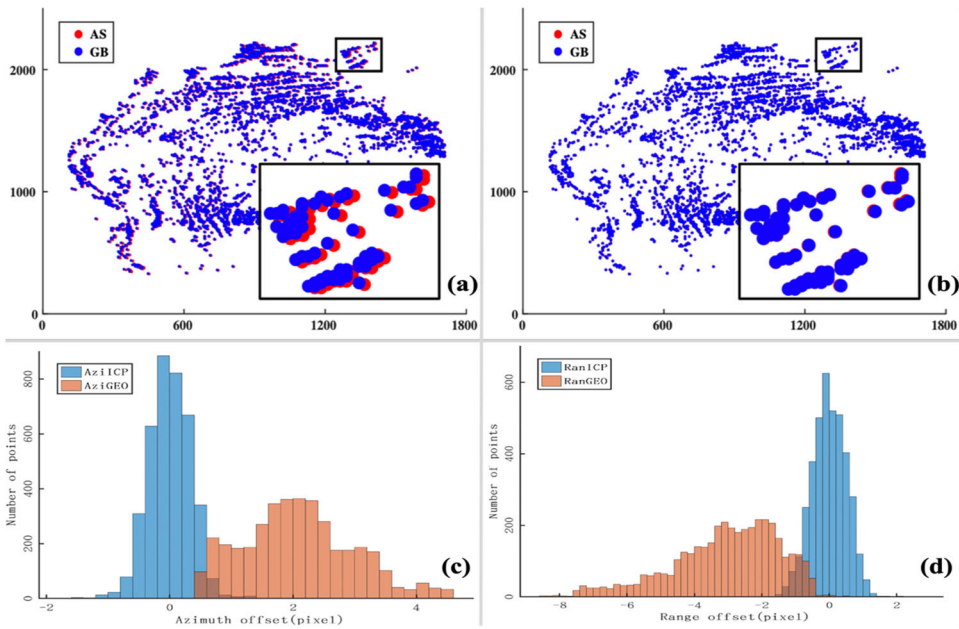 AS
GB
2000
1000
0
0
600
1200
1800
(a)
AS
GB
2000
1000
0
0
600
1200
1800
(b)
AziICP
AziGEO
Number of points
800
600
400
200
0
-2
0
2
4
Azimuth offset(pixel)
(c)
RanICP
RanGEO
Number of points
600
400
200
0
-8
-6
-4
-2
0
2
Range offset(pixel)
(d)